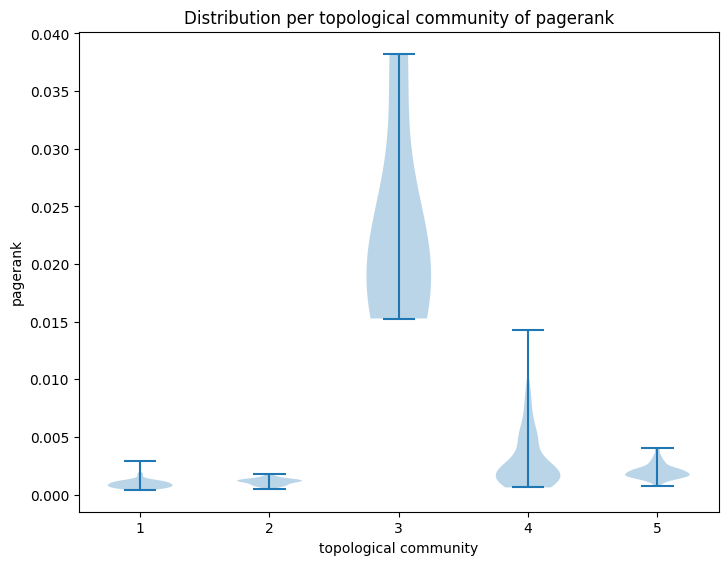 Distribution per topological community of pagerank
0.040
0.035
0.030
0.025
0.020
0.015
0.010
0.005
0.000
pagerank
1 2 3 4 5
topological community